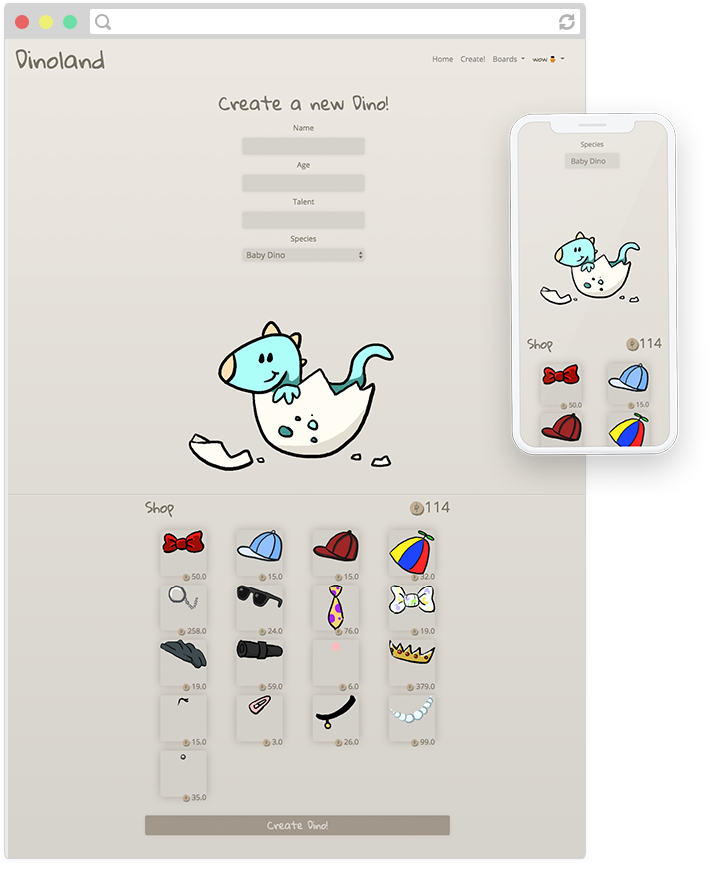 Dinoland
Home Create! Boards wow
Create a new Dino!
Name
Age
Talent
Species
Baby Dino
Shop 114
50.0 15.0 15.0 32.0
258.0 24.0 76.0 19.0
19.0 59.0 6.0 379.0
15.0 3.0 26.0 99.0
35.0
Create Dino!
Species
Baby Dino
Shop 114
50.0 15.0